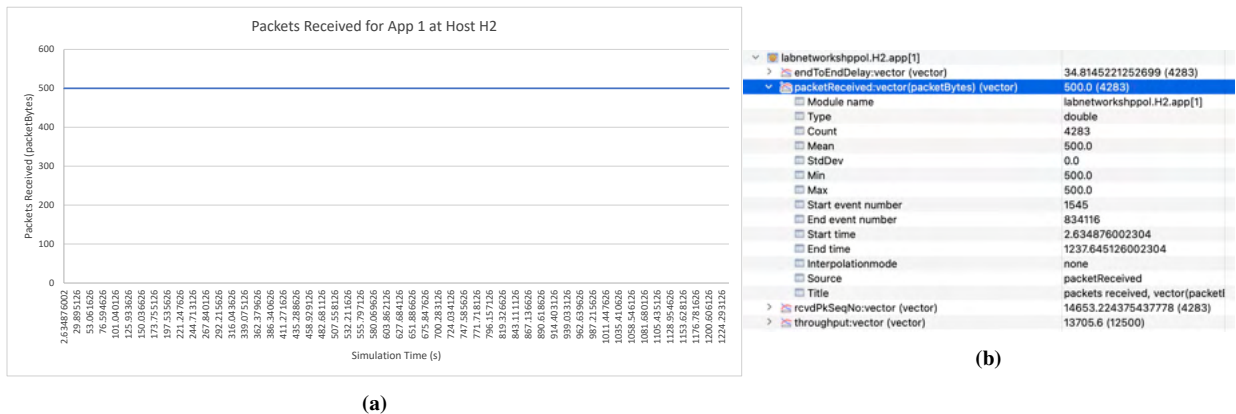 Packets Received for App 1 at Host H2
600
500
400
300
200
100
0
Packets Received (packetBytes)
2.634876002
29.895126
53.061626
76.594626
101.040126
125.933626
150.036626
173.755126
197.535626
221.247626
244.713126
267.840126
292.215626
316.043626
339.075126
362.379626
386.340626
411.271626
435.288626
458.929126
482.681126
507.558126
532.211626
555.797126
580.069626
603.862126
627.684126
651.886626
675.847626
700.283126
724.034126
747.585626
771.718126
796.157126
819.326626
843.111126
867.136626
890.618626
914.403126
939.033126
962.639626
987.215626
1011.447626
1035.410626
1058.546126
1081.680126
1105.435126
1128.954626
1153.628126
1176.781626
1200.606126
1224.293126
Simulation Time (s)
(a)
labnetworkshppol.H2.app[1]
endToEndDelay:vector (vector) 34.8145221252699 (4283)
packetReceived:vector(packetBytes) (vector) 500.0 (4283)
Module name labnetworkshppol.H2.app[1]
Type double
Count 4283
Mean 500.0
StdDev 0.0
Min 500.0
Max 500.0
Start event number 1545
End event number 834116
Start time 2.634876002304
End time 1237.645126002304
Interpolationmode none
Source packetReceived
Title packets received, vector(packetl
rcvdPkSeqNo:vector (vector) 14653.224375437778 (4283)
throughput:vector (vector) 13705.6 (12500)
(b)